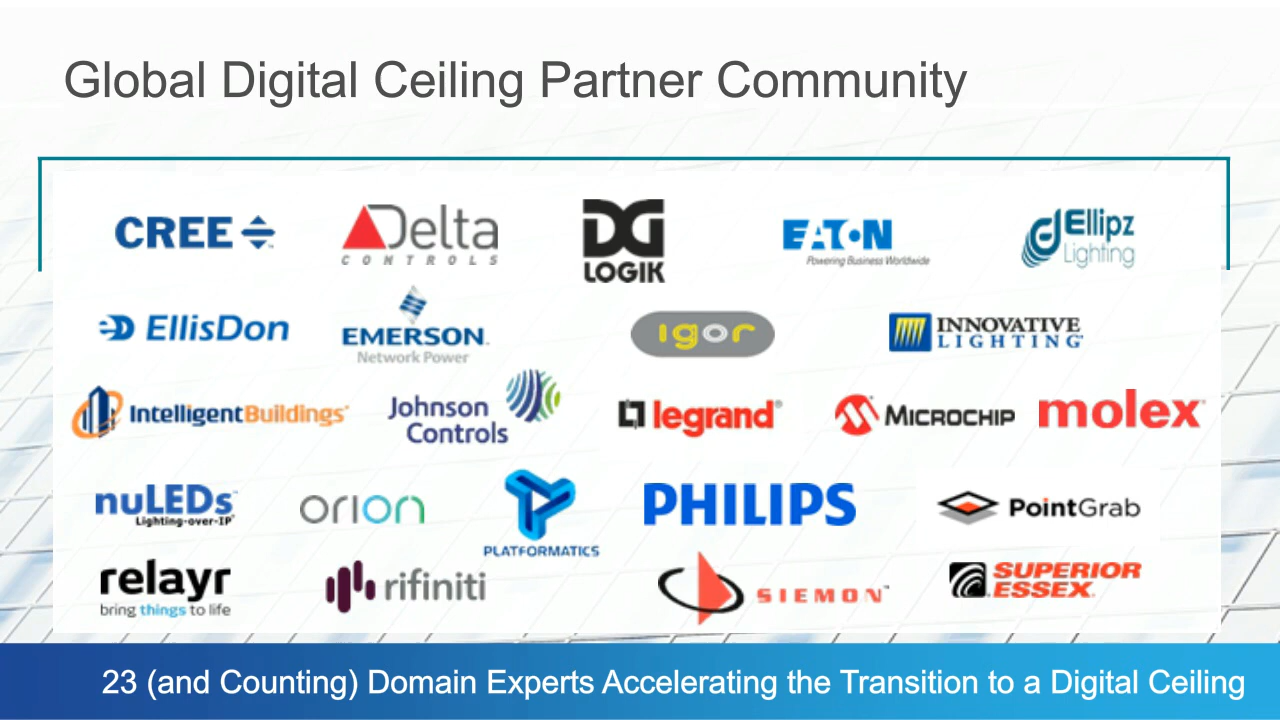 Global Digital Ceiling Partner Community
CREE
Delta
CONTROLS
DG
LOGIK
EATON
Powering Business Worldwide
Ellipz
Lighting
EllisDon
EMERSON
Network Power
igor
INNOVATIVE
LIGHTING
IntelligentBuildings
Johnson
Controls
legrand®
MICROCHIP
molex
nuLEDs
Lighting-over-IP
orion
PLATFORMATICS
PHILIPS
PointGrab
relayr
bring things to life
rifiniti
SIEMON™
SUPERIOR
ESSEX
23 (and Counting) Domain Experts Accelerating the Transition to a Digital Ceiling